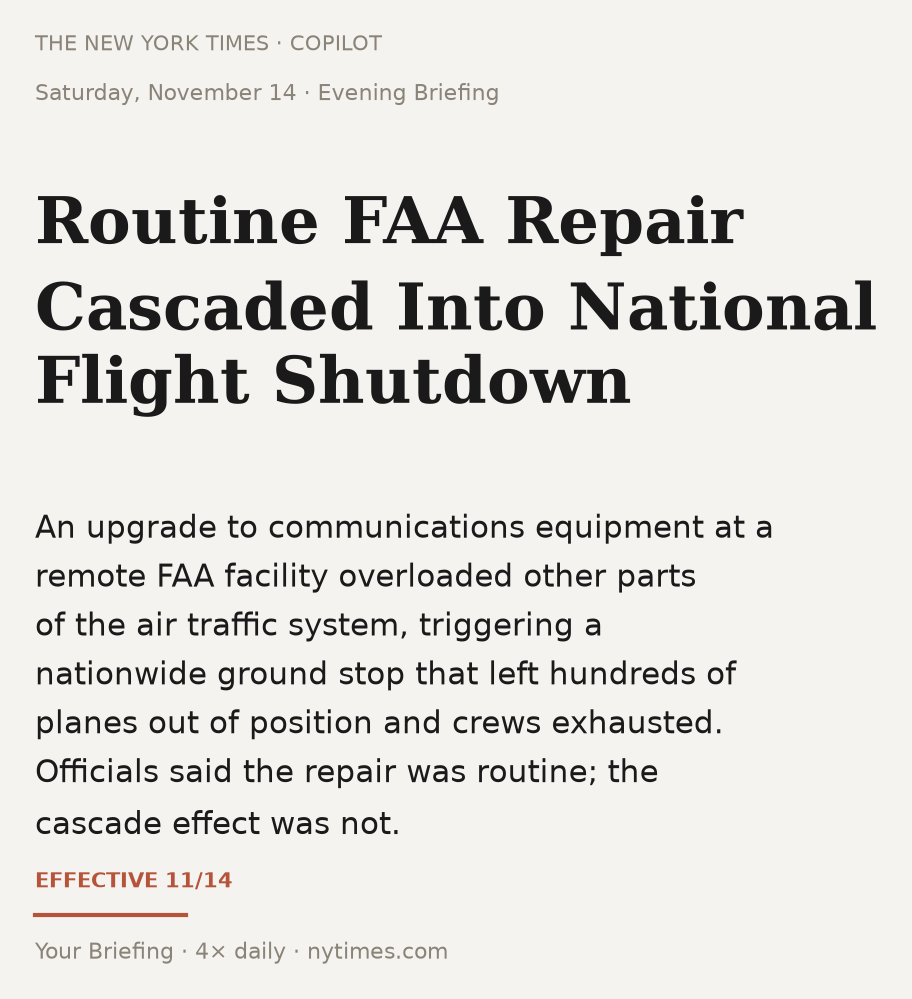 THE NEW YORK TIMES · COPILOT
Saturday, November 14 · Evening Briefing
Routine FAA Repair
Cascaded Into National
Flight Shutdown
An upgrade to communications equipment at a
remote FAA facility overloaded other parts
of the air traffic system, triggering a
nationwide ground stop that left hundreds of
planes out of position and crews exhausted.
Officials said the repair was routine; the
cascade effect was not.
EFFECTIVE 11/14
Your Briefing · 4× daily · nytimes.com